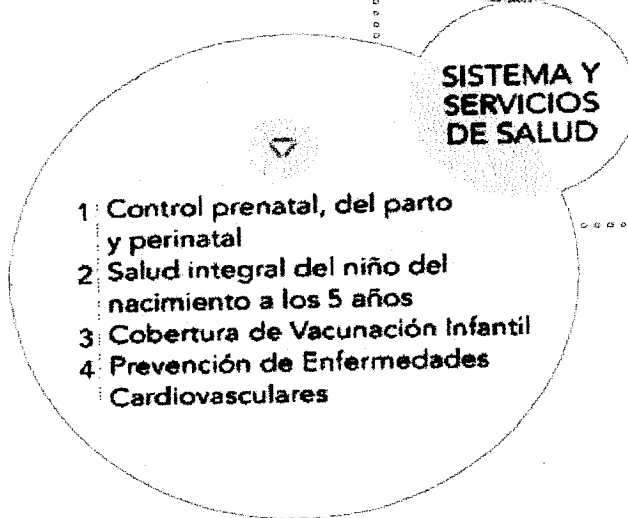 SISTEMA Y
SERVICIOS
DE SALUD
1 Control prenatal, del parto
y perinatal
2 Salud integral del niño del
nacimiento a los 5 años
3 Cobertura de Vacunación Infantil
4 Prevención de Enfermedades
Cardiovasculares